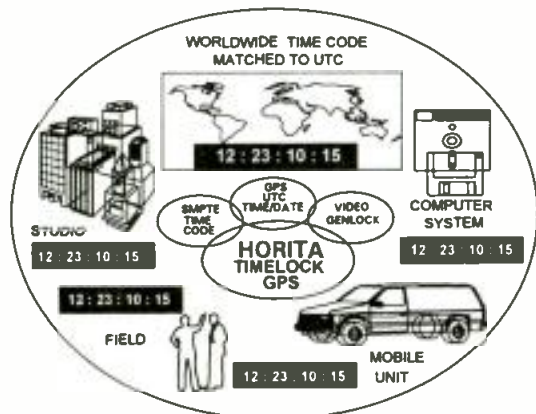 WORLDWIDE TIME CODE
MATCHED TO UTC
12:23:10:15
GPS
UTC
TIME/DATE
SMPTE
TIME
CODE
VIDEO
GENLOCK
HORITA
TIMELOCK
GPS
STUDIO
12:23:10:15
COMPUTER
SYSTEM
12 23:10:15
12:23:10:15
FIELD
12:23.10:15
MOBILE
UNIT